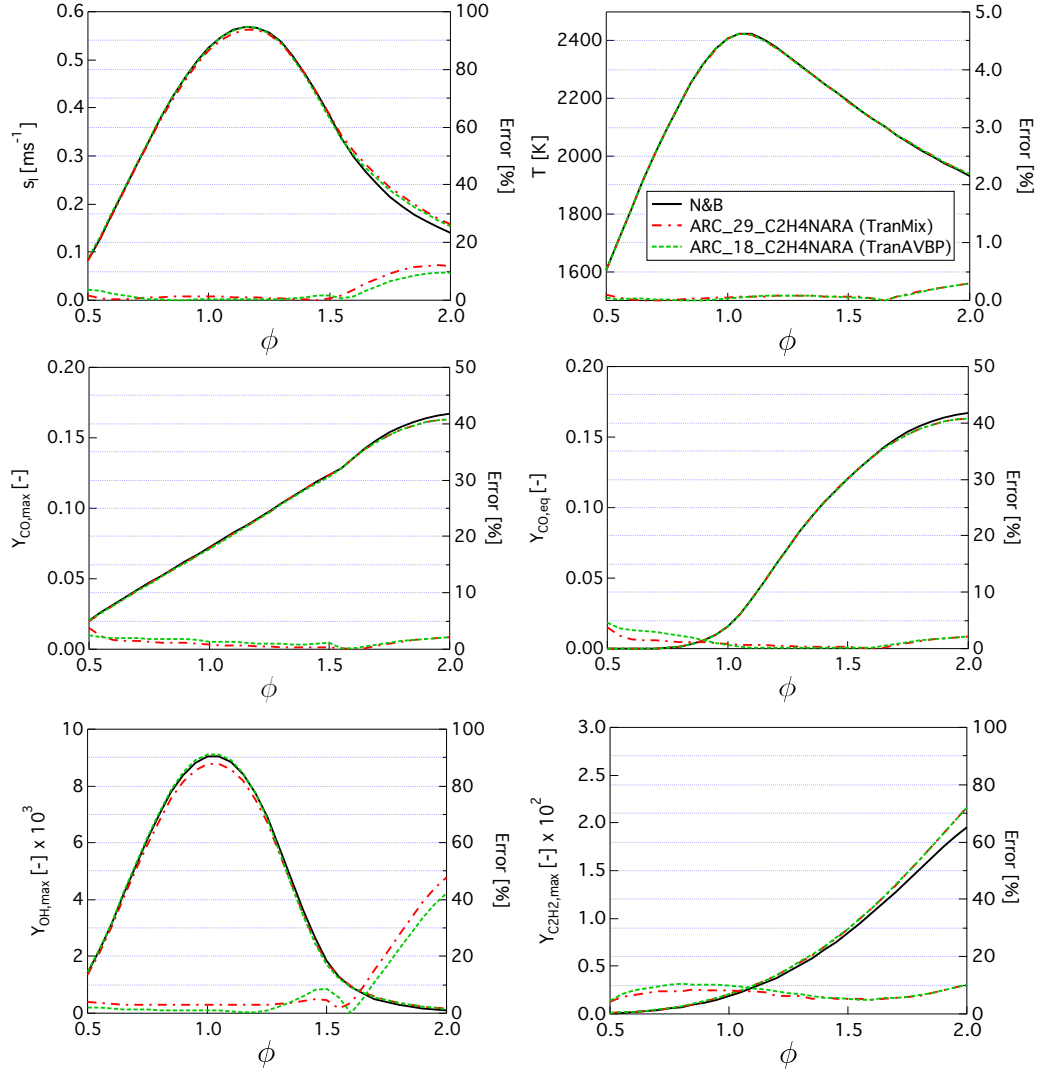 0.6
0.5
0.4
0.3
0.2
0.1
0.0
s_l [ms^-1]
100
80
60
40
20
0
Error [%]
0.5 1.0 1.5 2.0
ϕ
2400
2200
2000
1800
1600
T [K]
5.0
4.0
3.0
2.0
1.0
0.0
Error [%]
N&B
ARC_29_C2H4NARA (TranMix)
ARC_18_C2H4NARA (TranAVBP)
0.5 1.0 1.5 2.0
ϕ
0.20
0.15
0.10
0.05
0.00
Y_CO,max [-]
50
40
30
20
10
0
Error [%]
0.5 1.0 1.5 2.0
ϕ
0.20
0.15
0.10
0.05
0.00
Y_CO,eq [-]
50
40
30
20
10
0
Error [%]
0.5 1.0 1.5 2.0
ϕ
10
8
6
4
2
0
Y_OH,max [-] x 10^3
100
80
60
40
20
0
Error [%]
0.5 1.0 1.5 2.0
ϕ
3.0
2.5
2.0
1.5
1.0
0.5
0.0
Y_C2H2,max [-] x 10^2
100
80
60
40
20
0
Error [%]
0.5 1.0 1.5 2.0
ϕ